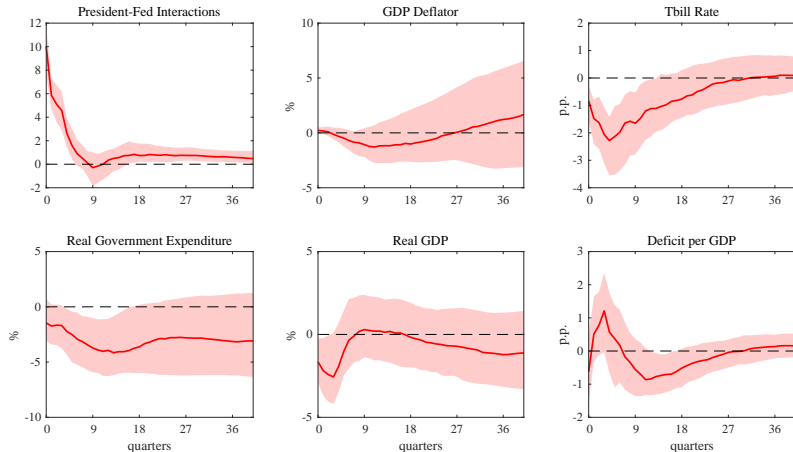 President-Fed Interactions
12
10
8
6
4
2
0
-2
0 9 18 27 36
GDP Deflator
%
10
5
0
-5
0 9 18 27 36
Tbill Rate
p.p.
2
1
0
-1
-2
-3
-4
0 9 18 27 36
Real Government Expenditure
%
5
0
-5
-10
0 9 18 27 36
quarters
Real GDP
%
5
0
-5
0 9 18 27 36
quarters
Deficit per GDP
p.p.
3
2
1
0
-1
-2
0 9 18 27 36
quarters